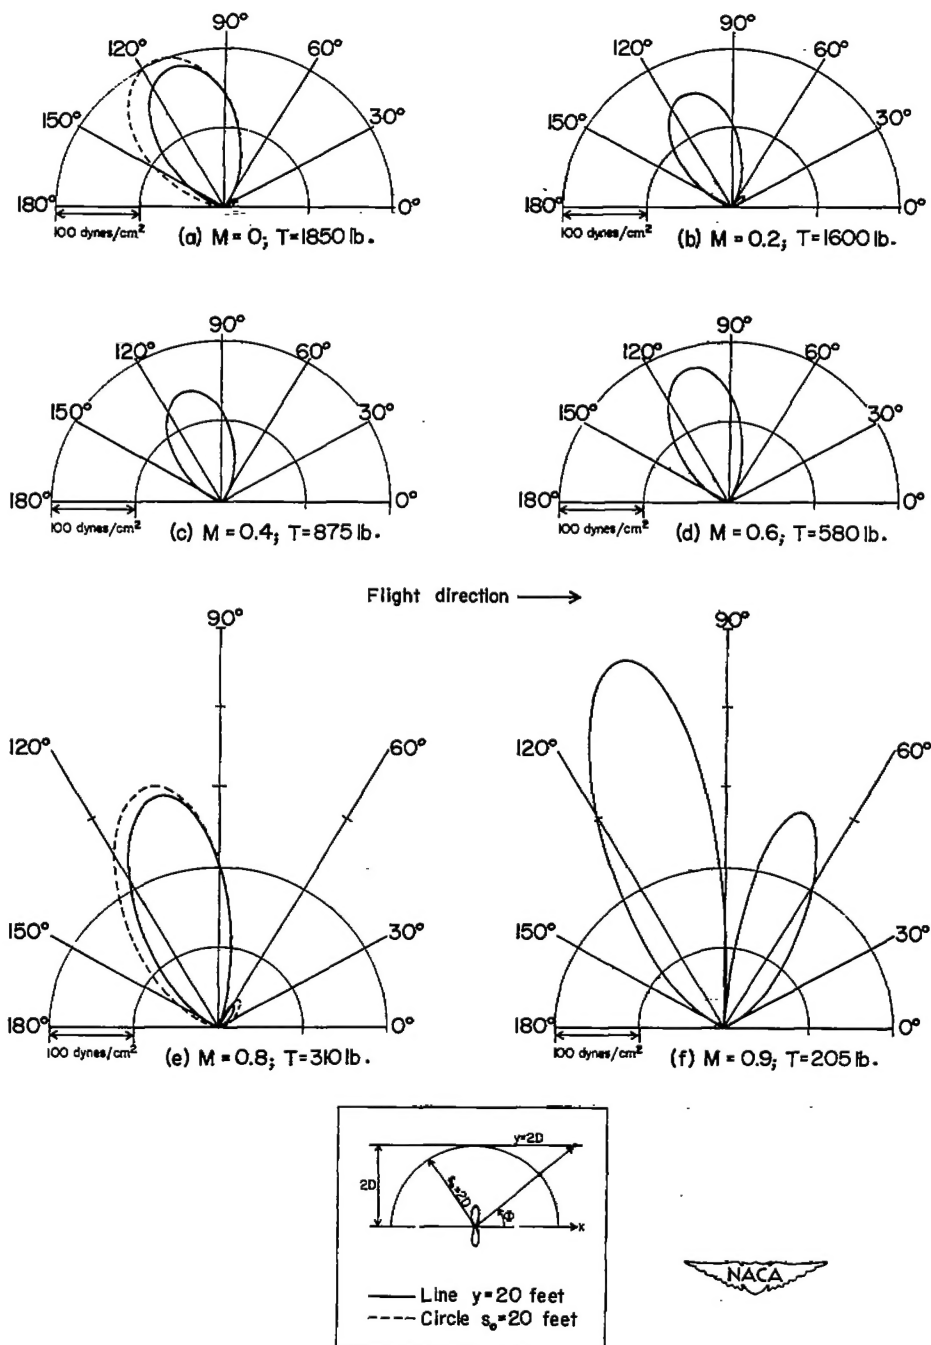 90°
90°
120°
60°
120°
60°
150°
30°
150°
30°
180°
0°
180°
0°
100 dynes/cm²
(a) M = 0; T = 1850 lb.
100 dynes/cm²
(b) M = 0.2; T = 1600 lb.
90°
90°
120°
60°
120°
60°
150°
30°
150°
30°
180°
0°
180°
0°
100 dynes/cm²
(c) M = 0.4; T = 875 lb.
100 dynes/cm²
(d) M = 0.6; T = 580 lb.
Flight direction
90°
90°
120°
60°
120°
60°
150°
30°
150°
30°
180°
0°
180°
0°
100 dynes/cm²
(e) M = 0.8; T = 310 lb.
100 dynes/cm²
(f) M = 0.9; T = 205 lb.
y=2D
2D
Φ
x
Line y = 20 feet
Circle s₀ = 20 feet
NACA